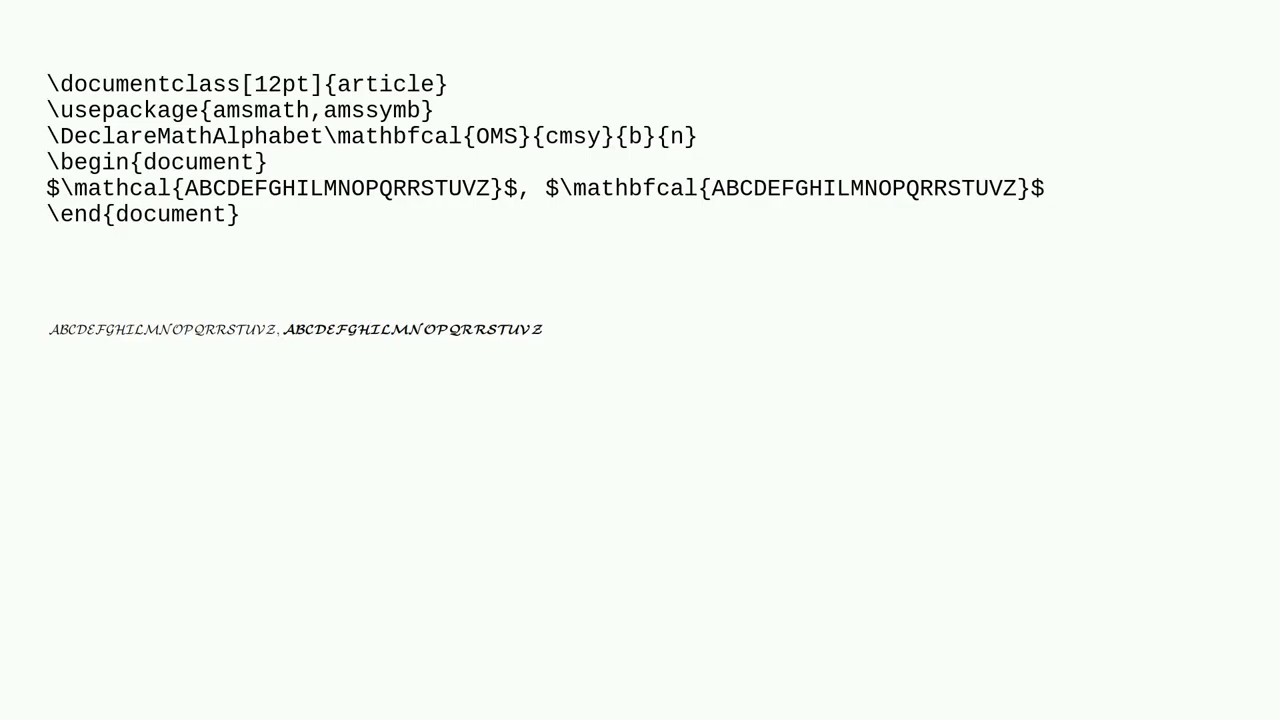 \documentclass[12pt]{article}
\usepackage{amsmath,amssymb}
\DeclareMathAlphabet\mathbfcal{OMS}{cmsy}{b}{n}
\begin{document}
$\mathcal{ABCDEFGHILMNOPQRRSTUVZ}$, $\mathbfcal{ABCDEFGHILMNOPQRRSTUVZ}$
\end{document}
ABCDEFGHILMNOPQRRSTUVZ, ABCDEFGHILMNOPQRRSTUVZ